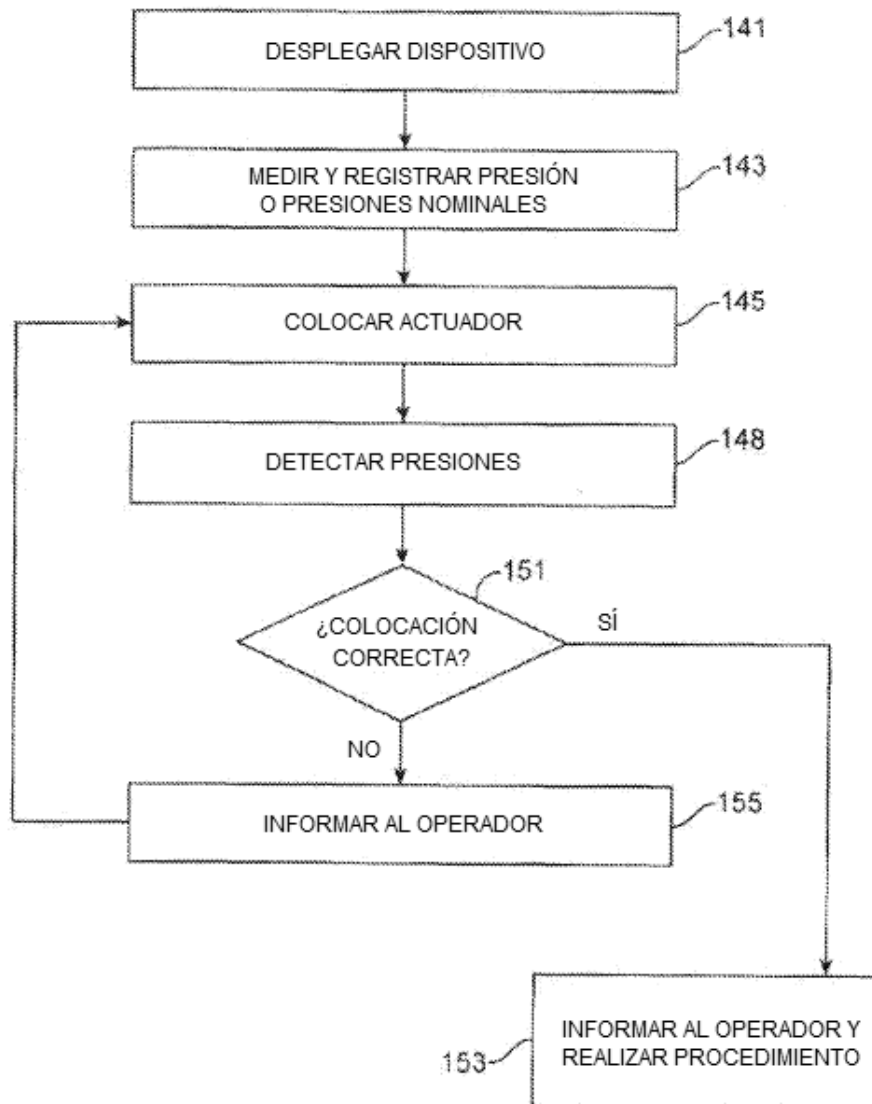 141
DESPLEGAR DISPOSITIVO
143
MEDIR Y REGISTRAR PRESIÓN
O PRESIONES NOMINALES
145
COLOCAR ACTUADOR
148
DETECTAR PRESIONES
151
¿COLOCACIÓN
CORRECTA?
SÍ
NO
155
INFORMAR AL OPERADOR
153
INFORMAR AL OPERADOR Y
REALIZAR PROCEDIMIENTO